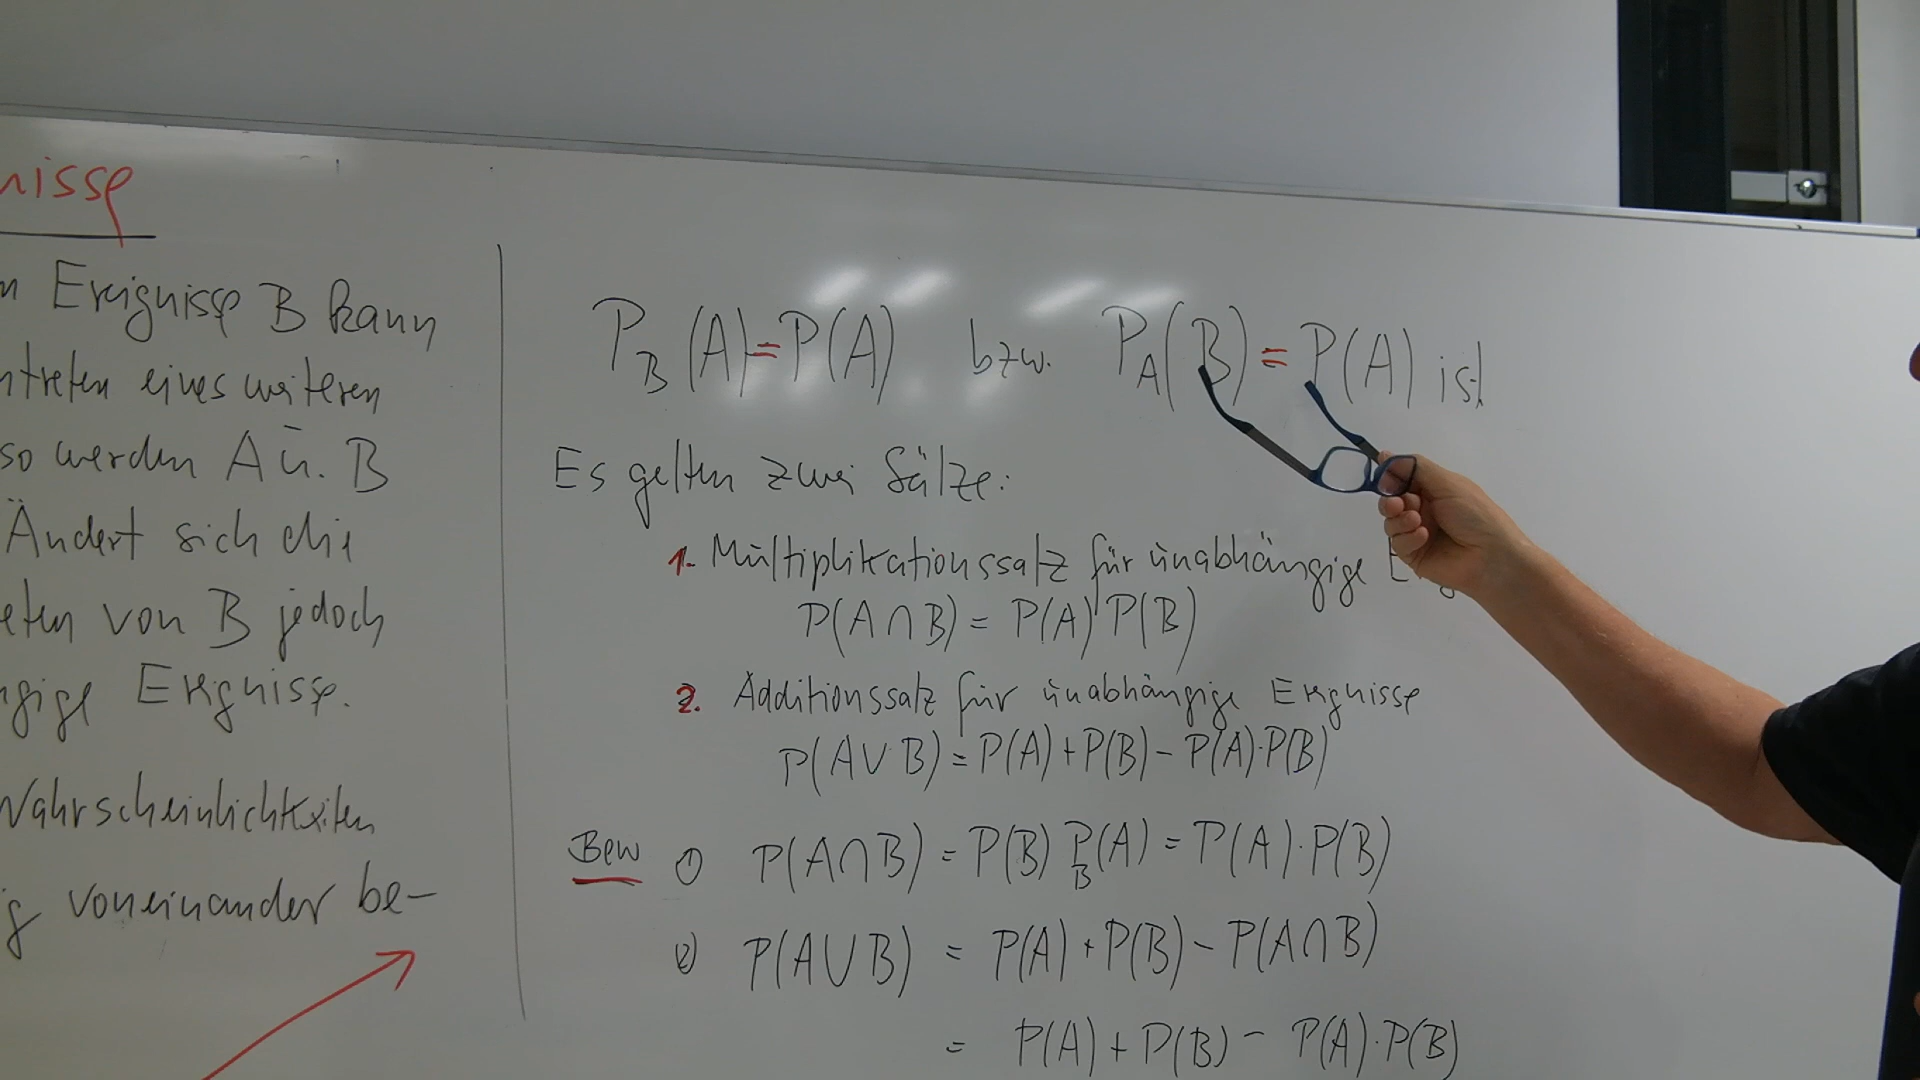 nisse
n Ereignisse B kann
ntreten eines weiteren
so werden A u. B
Ändert sich die
eten von B jedoch
ngige Ereignisse.
Wahrscheinlichkeiten
ig voneinander be-
P_B(A) = P(A) bzw. P_A(B) = P(A) ist
Es gelten zwei Sätze:
1. Multiplikationssatz für unabhängige
P(A∩B) = P(A)·P(B)
2. Additionssatz für unabhängige Ereignisse
P(A∪B) = P(A)+P(B)-P(A)·P(B)
Bew 1) P(A∩B) = P(B) P_B(A) = P(A)·P(B)
2) P(A∪B) = P(A)+P(B)-P(A∩B)
= P(A)+P(B)-P(A)·P(B)